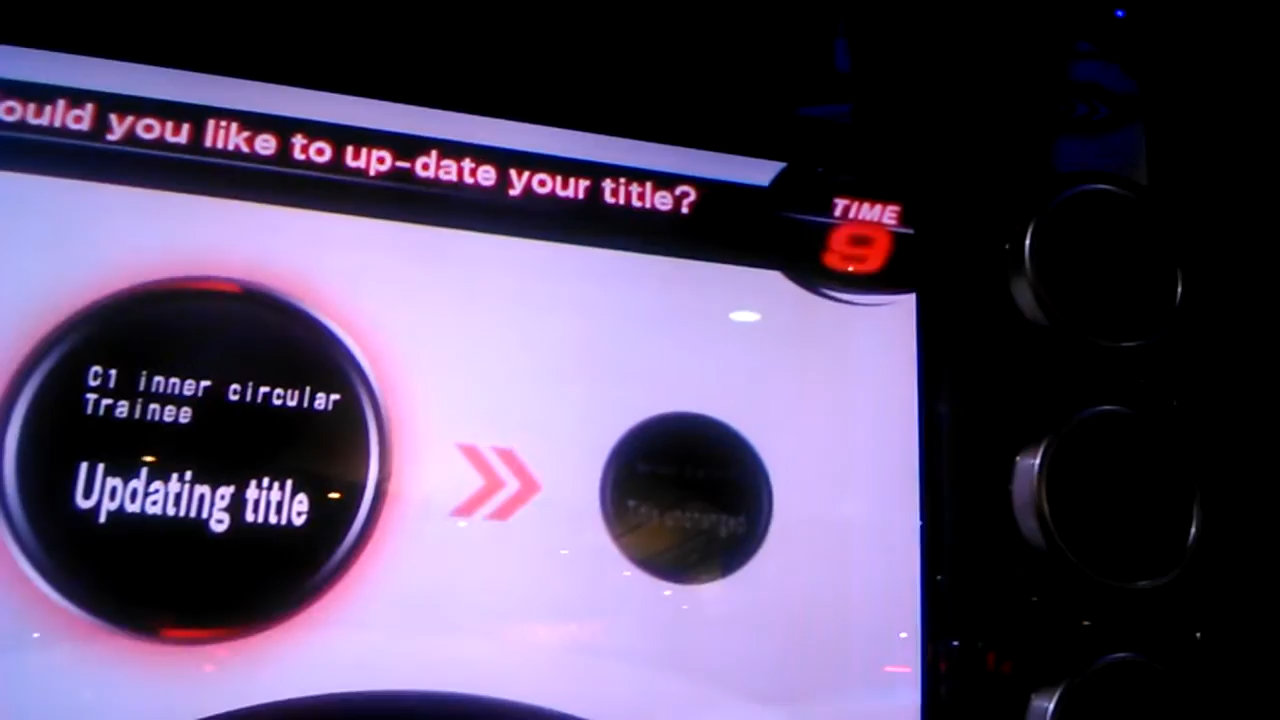 ould you like to up-date your title?
TIME
9
C1 inner circular
Trainee
Updating title